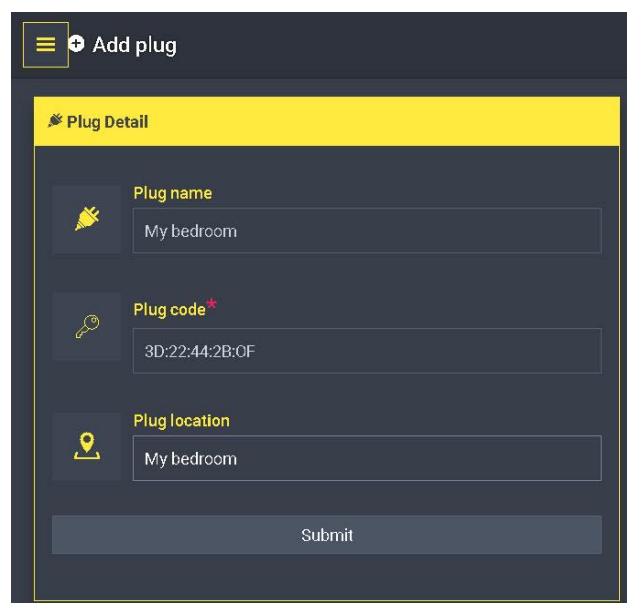 Add plug
Plug Detail
Plug name
My bedroom
Plug code*
3D:22:44:2B:OF
Plug location
My bedroom
Submit